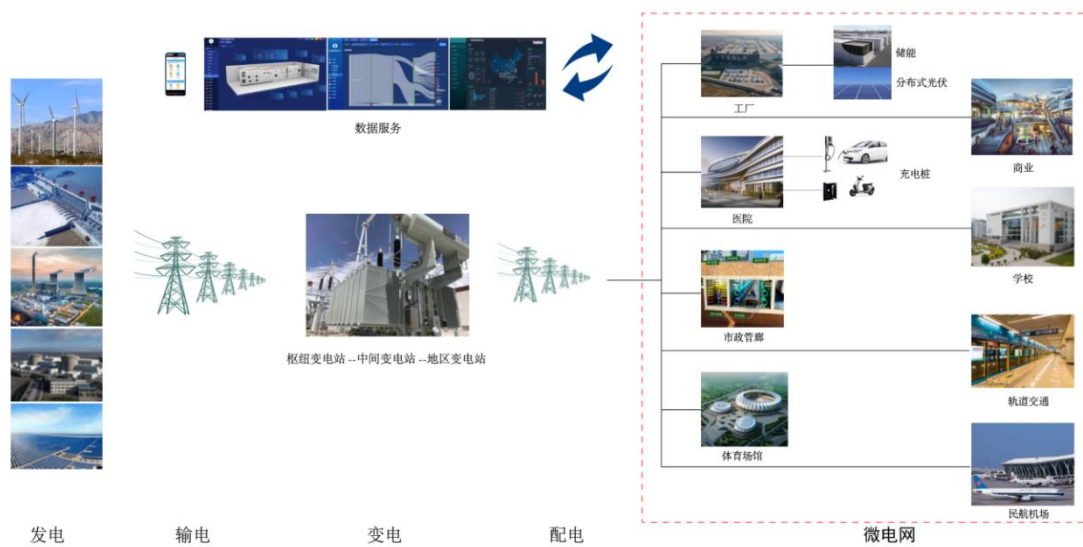 数据服务
工厂
储能
分布式光伏
商业
医院
充电桩
学校
市政管廊
枢纽变电站 --中间变电站 --地区变电站
轨道交通
体育场馆
民航机场
发电
输电
变电
配电
微电网